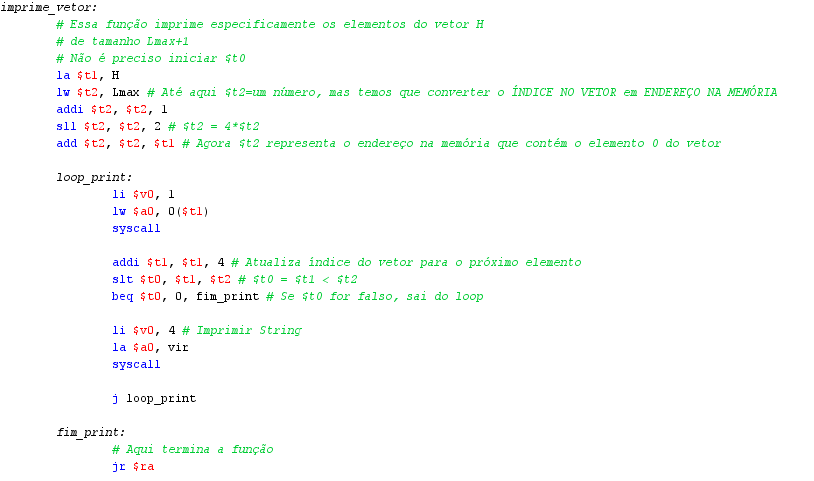 imprime_vetor:
# Essa função imprime especificamente os elementos do vetor H
# de tamanho Lmax+1
# Não é preciso iniciar $t0
la $t1, H
lw $t2, Lmax # Até aqui $t2=um número, mas temos que converter o ÍNDICE NO VETOR em ENDEREÇO NA MEMÓRIA
addi $t2, $t2, 1
sll $t2, $t2, 2 # $t2 = 4*$t2
add $t2, $t2, $t1 # Agora $t2 representa o endereço na memória que contém o elemento 0 do vetor
loop_print:
li $v0, 1
lw $a0, 0($t1)
syscall
addi $t1, $t1, 4 # Atualiza índice do vetor para o próximo elemento
slt $t0, $t1, $t2 # $t0 = $t1 < $t2
beq $t0, 0, fim_print # Se $t0 for falso, sai do loop
li $v0, 4 # Imprimir String
la $a0, vir
syscall
j loop_print
fim_print:
# Aqui termina a função
jr $ra